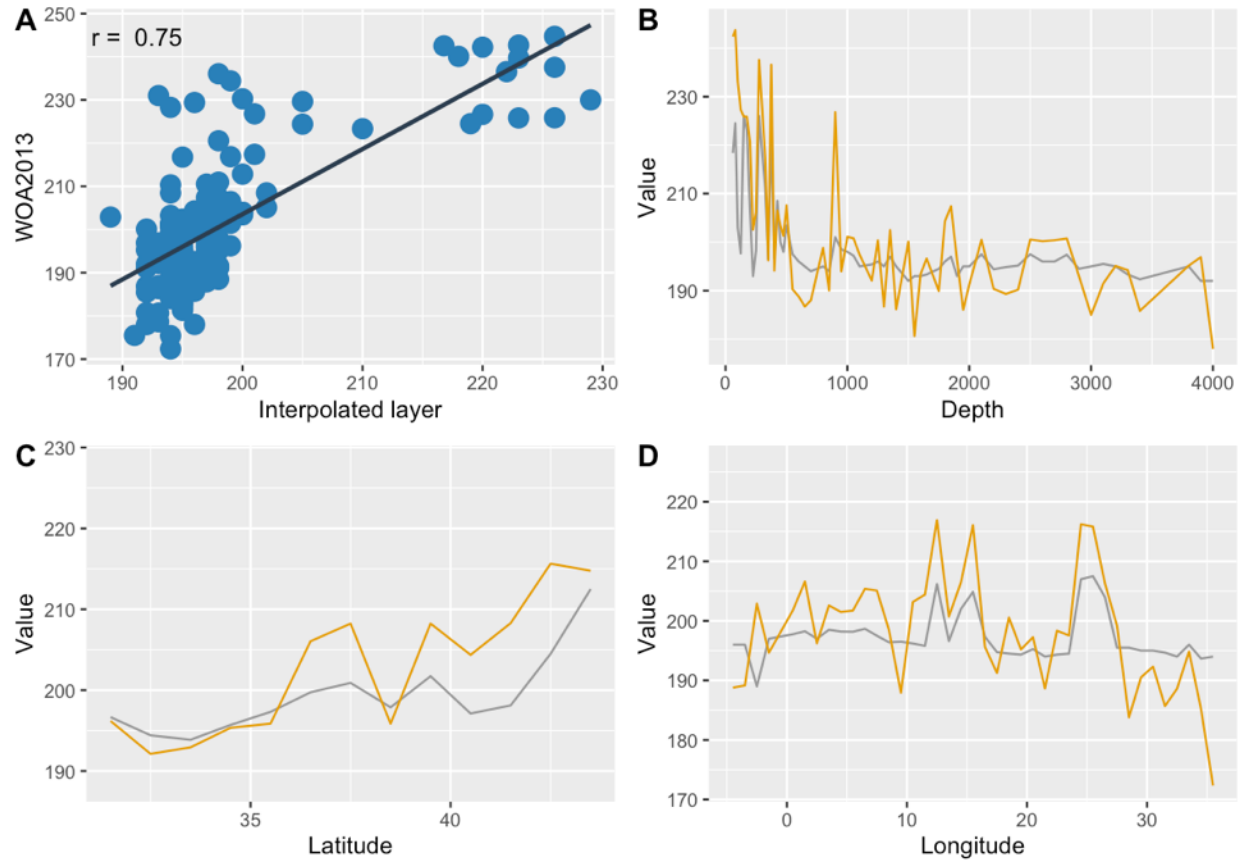 A
r = 0.75
250
230
210
190
170
WOA2013
190
200
210
220
230
Interpolated layer
B
230
210
190
Value
0
1000
2000
3000
4000
Depth
C
230
220
210
200
190
Value
35
40
Latitude
D
220
210
200
190
180
170
Value
0
10
20
30
Longitude